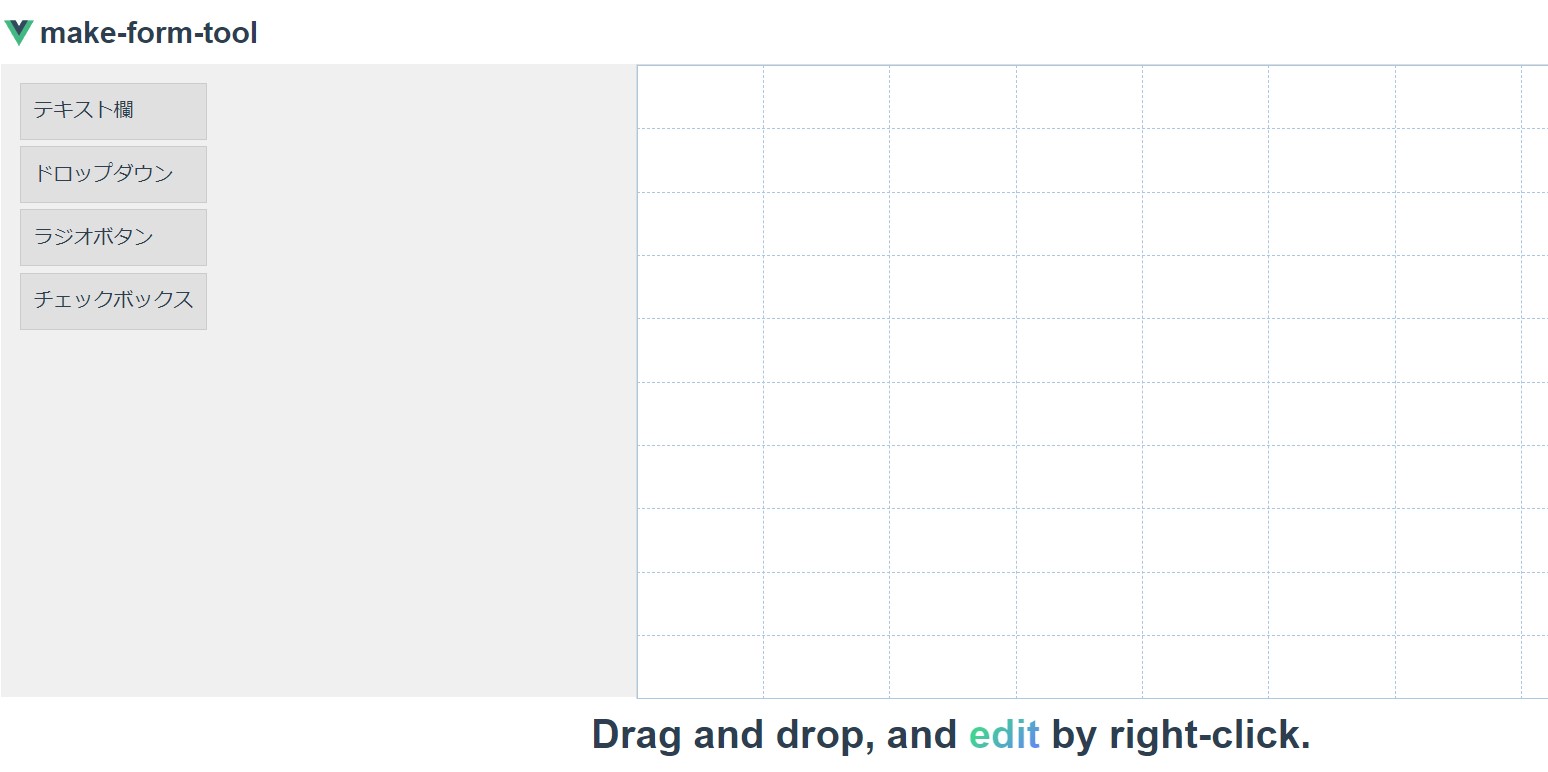 make-form-tool
テキスト欄
ドロップダウン
ラジオボタン
チェックボックス
Drag and drop, and edit by right-click.